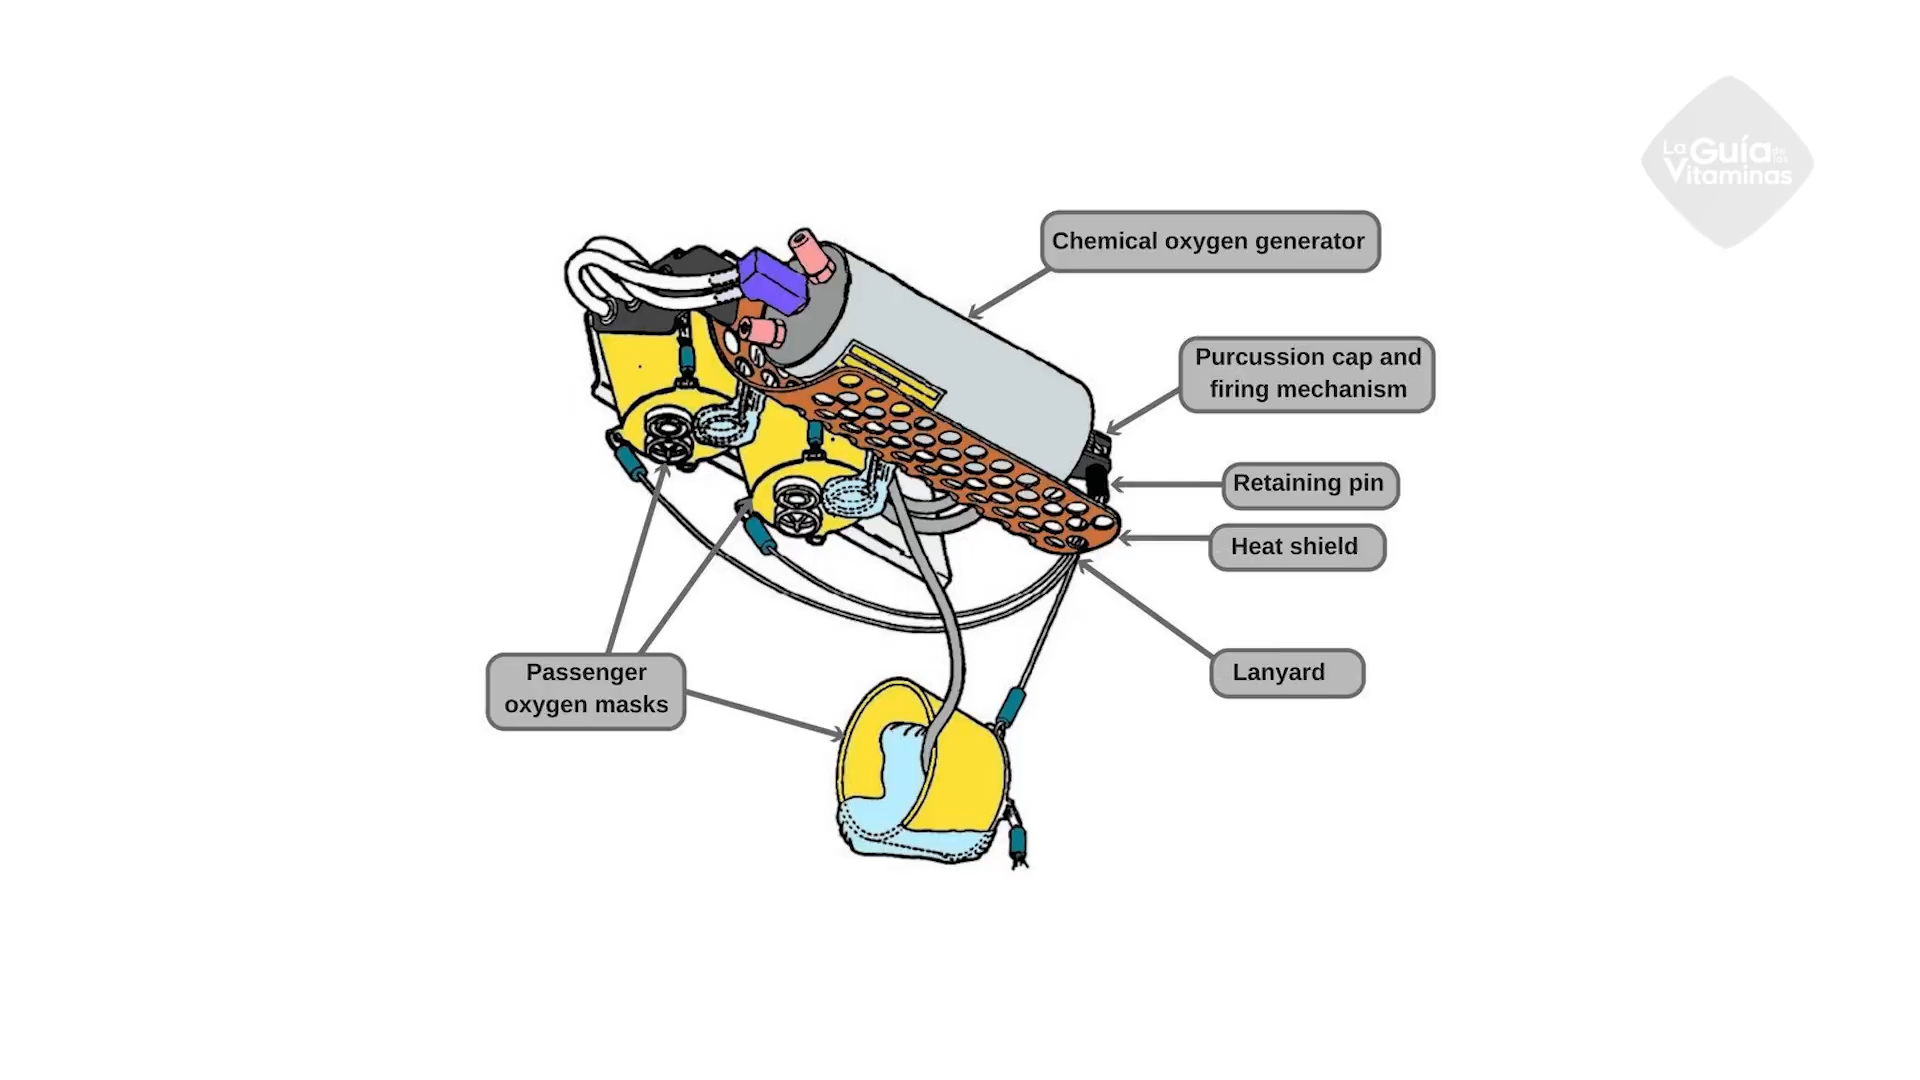 La Guía de las
Vitaminas
Chemical oxygen generator
Purcussion cap and
firing mechanism
Retaining pin
Heat shield
Lanyard
Passenger
oxygen masks